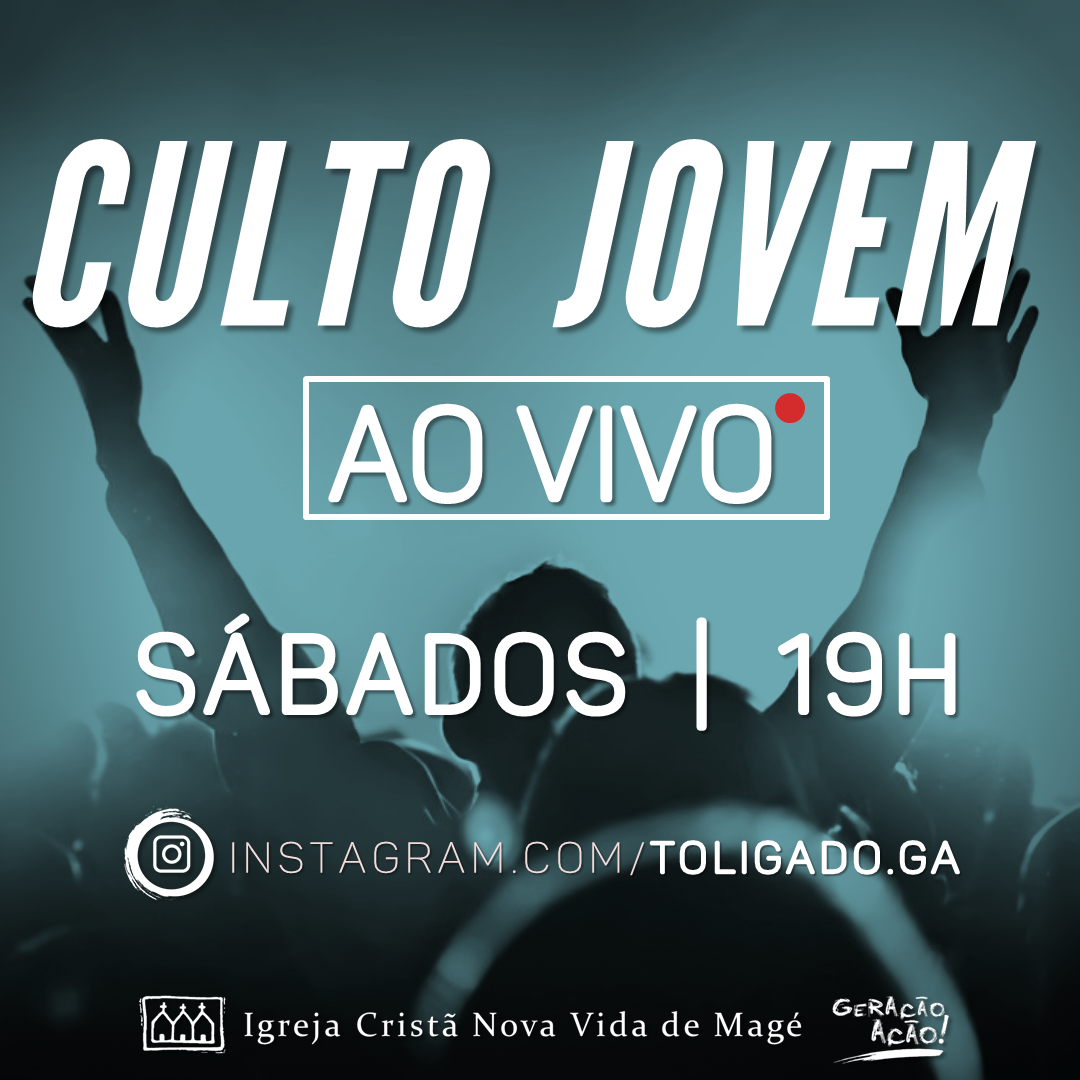 CULTO JOVEM
AO VIVO
SÁBADOS | 19H
INSTAGRAM.COM/TOLIGADO.GA
Igreja Cristã Nova Vida de Magé
GERAÇÃO
AÇÃO!